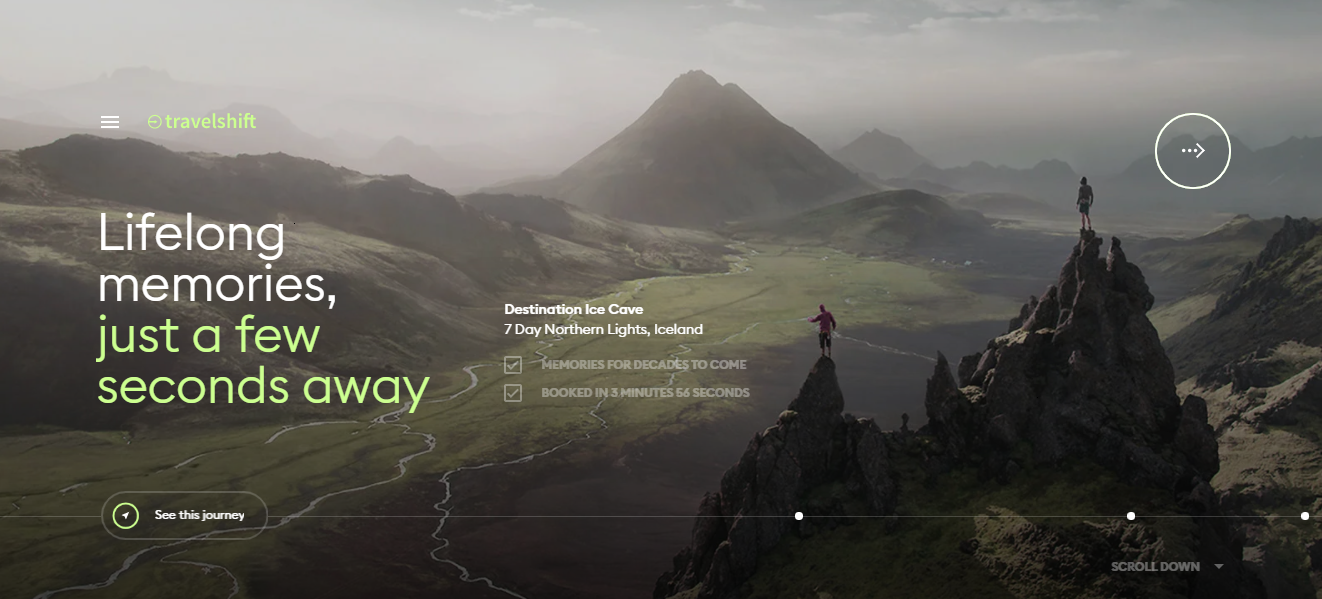 travelshift
Lifelong
memories,
just a few
seconds away
Destination Ice Cave
7 Day Northern Lights, Iceland
MEMORIES FOR DECADES TO COME
BOOKED IN 3 MINUTES 56 SECONDS
See this journey
SCROLL DOWN